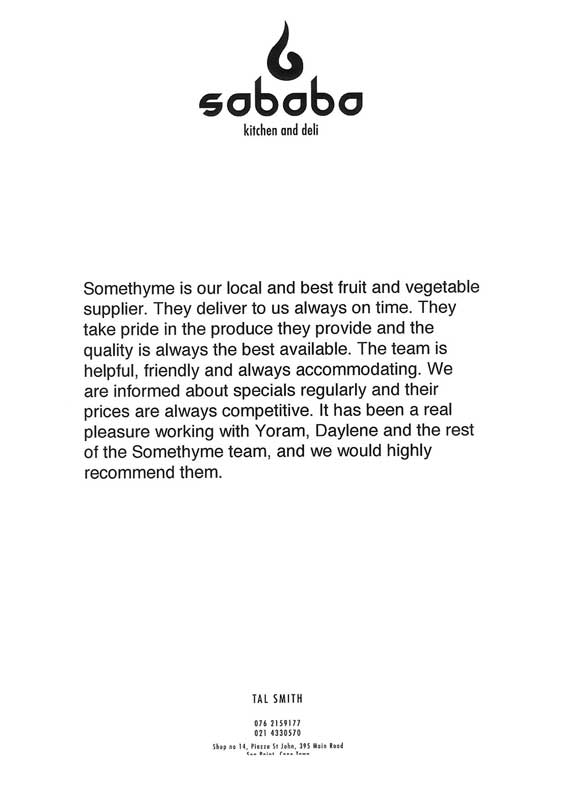 sababa
kitchen and deli
Somethyme is our local and best fruit and vegetable
supplier. They deliver to us always on time. They
take pride in the produce they provide and the
quality is always the best available. The team is
helpful, friendly and always accommodating. We
are informed about specials regularly and their
prices are always competitive. It has been a real
pleasure working with Yoram, Daylene and the rest
of the Somethyme team, and we would highly
recommend them.
TAL SMITH
076 2159177
021 4330570
Shop no 14, Piazza St John, 395 Main Road